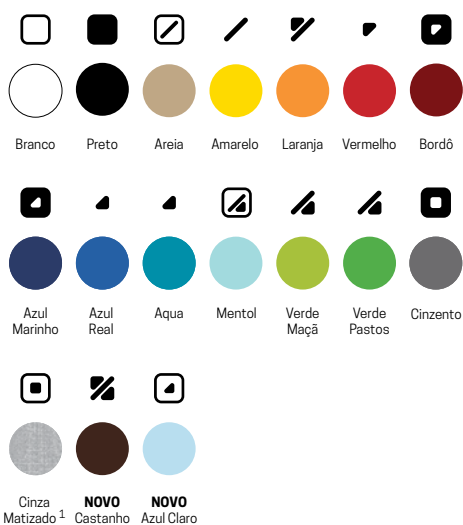 Branco Preto Areia Amarelo Laranja Vermelho Bordô
Azul Marinho
Azul Real
Aqua
Mentol
Verde Maçã
Verde Pastos
Cinzento
Cinza
Matizado 1
NOVO
Castanho
NOVO
Azul Claro